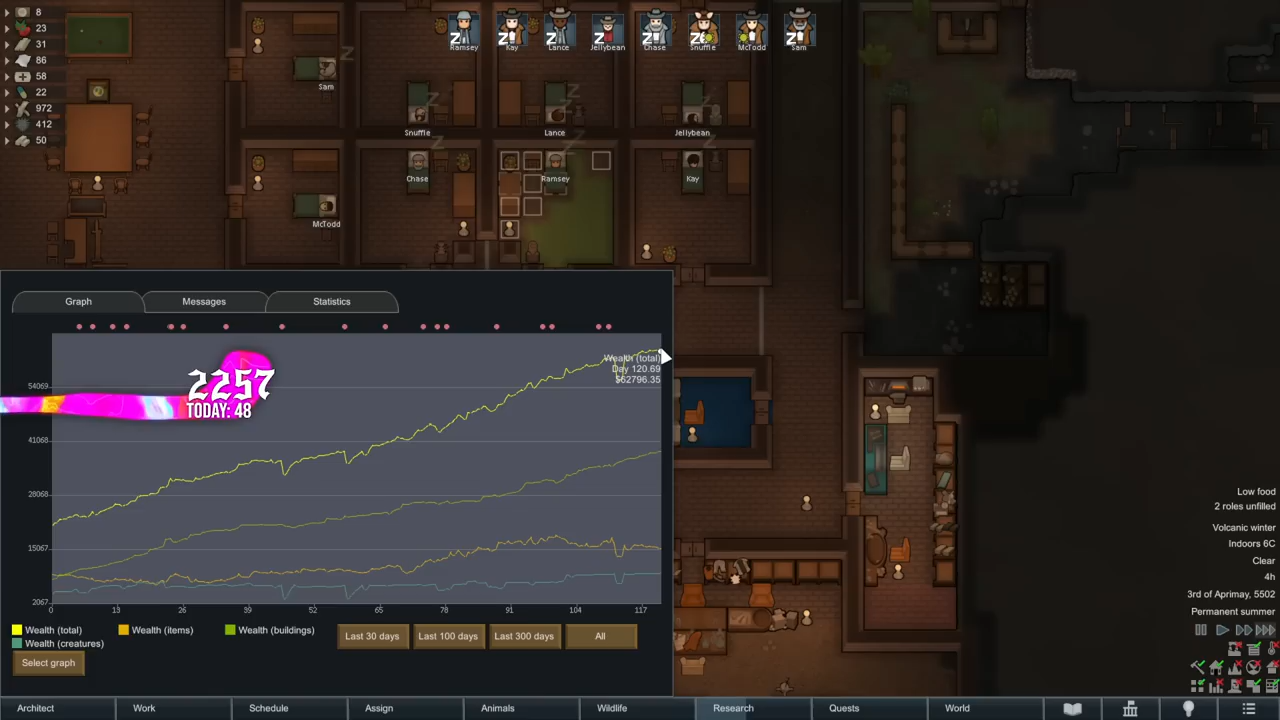 8
23
31
86
58
22
972
412
50
Ramsey
Kay
Lance
Jellybean
Chase
Snuffle
McTodd
Sam
Z
Z
Z
Z
Z
Z
Z
Z
Sam
Snuffle
Lance
Jellybean
Chase
Ramsey
Kay
McTodd
Graph
Messages
Statistics
Wealth (total)
Day 120.69
$62796.35
54069
41068
28068
15067
2067
2257
TODAY: 48
0
13
26
39
52
65
78
91
104
117
Wealth (total)
Wealth (items)
Wealth (buildings)
Wealth (creatures)
Last 30 days
Last 100 days
Last 300 days
All
Select graph
Low food
2 roles unfilled
Volcanic winter
Indoors 6C
Clear
4h
3rd of Aprimay, 5502
Permanent summer
Architect
Work
Schedule
Assign
Animals
Wildlife
Research
Quests
World